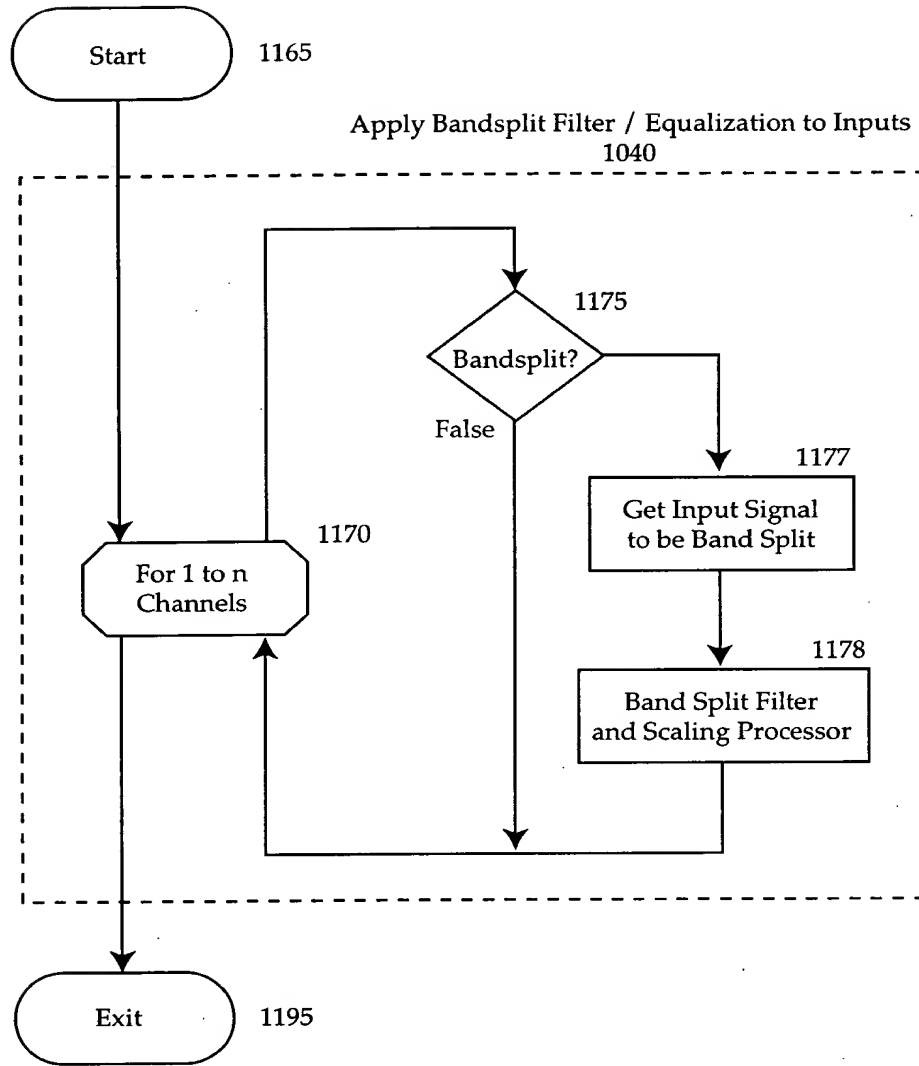 Start
1165
Apply Bandsplit Filter / Equalization to Inputs
1040
1175
Bandsplit?
False
1177
Get Input Signal
to be Band Split
1170
For 1 to n
Channels
1178
Band Split Filter
and Scaling Processor
Exit
1195